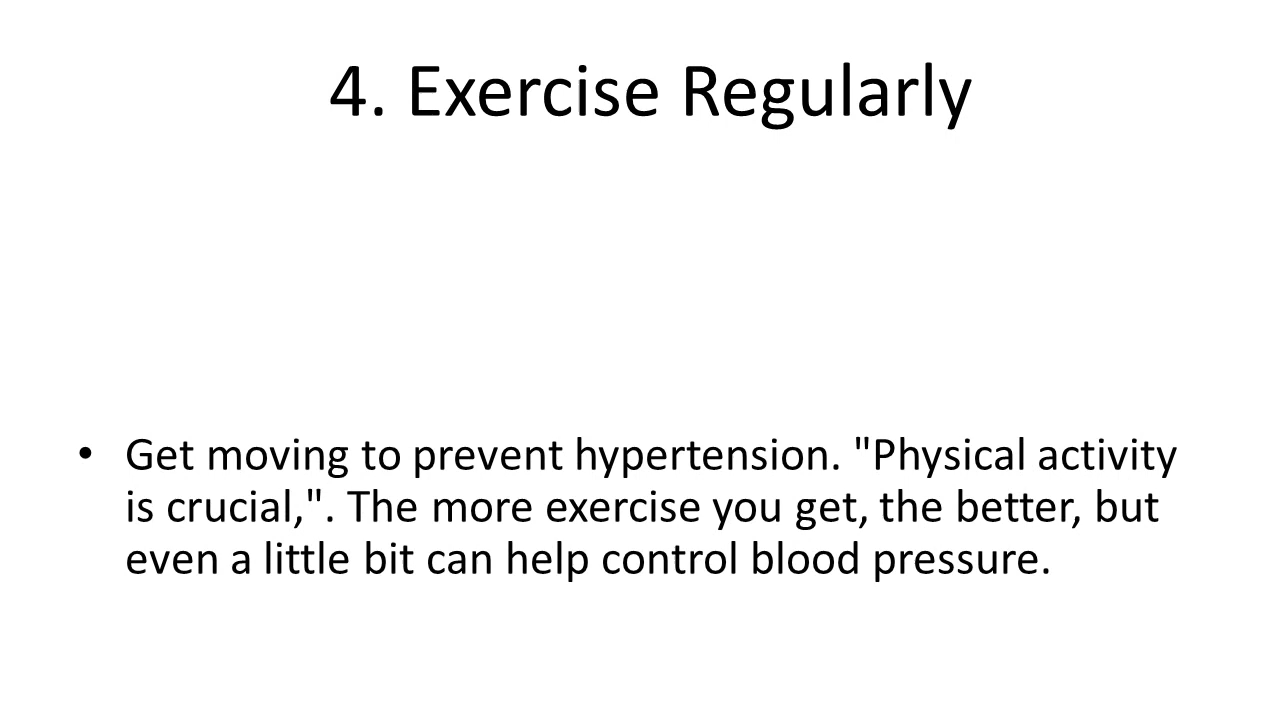 4. Exercise Regularly
• Get moving to prevent hypertension. "Physical activity
is crucial,". The more exercise you get, the better, but
even a little bit can help control blood pressure.